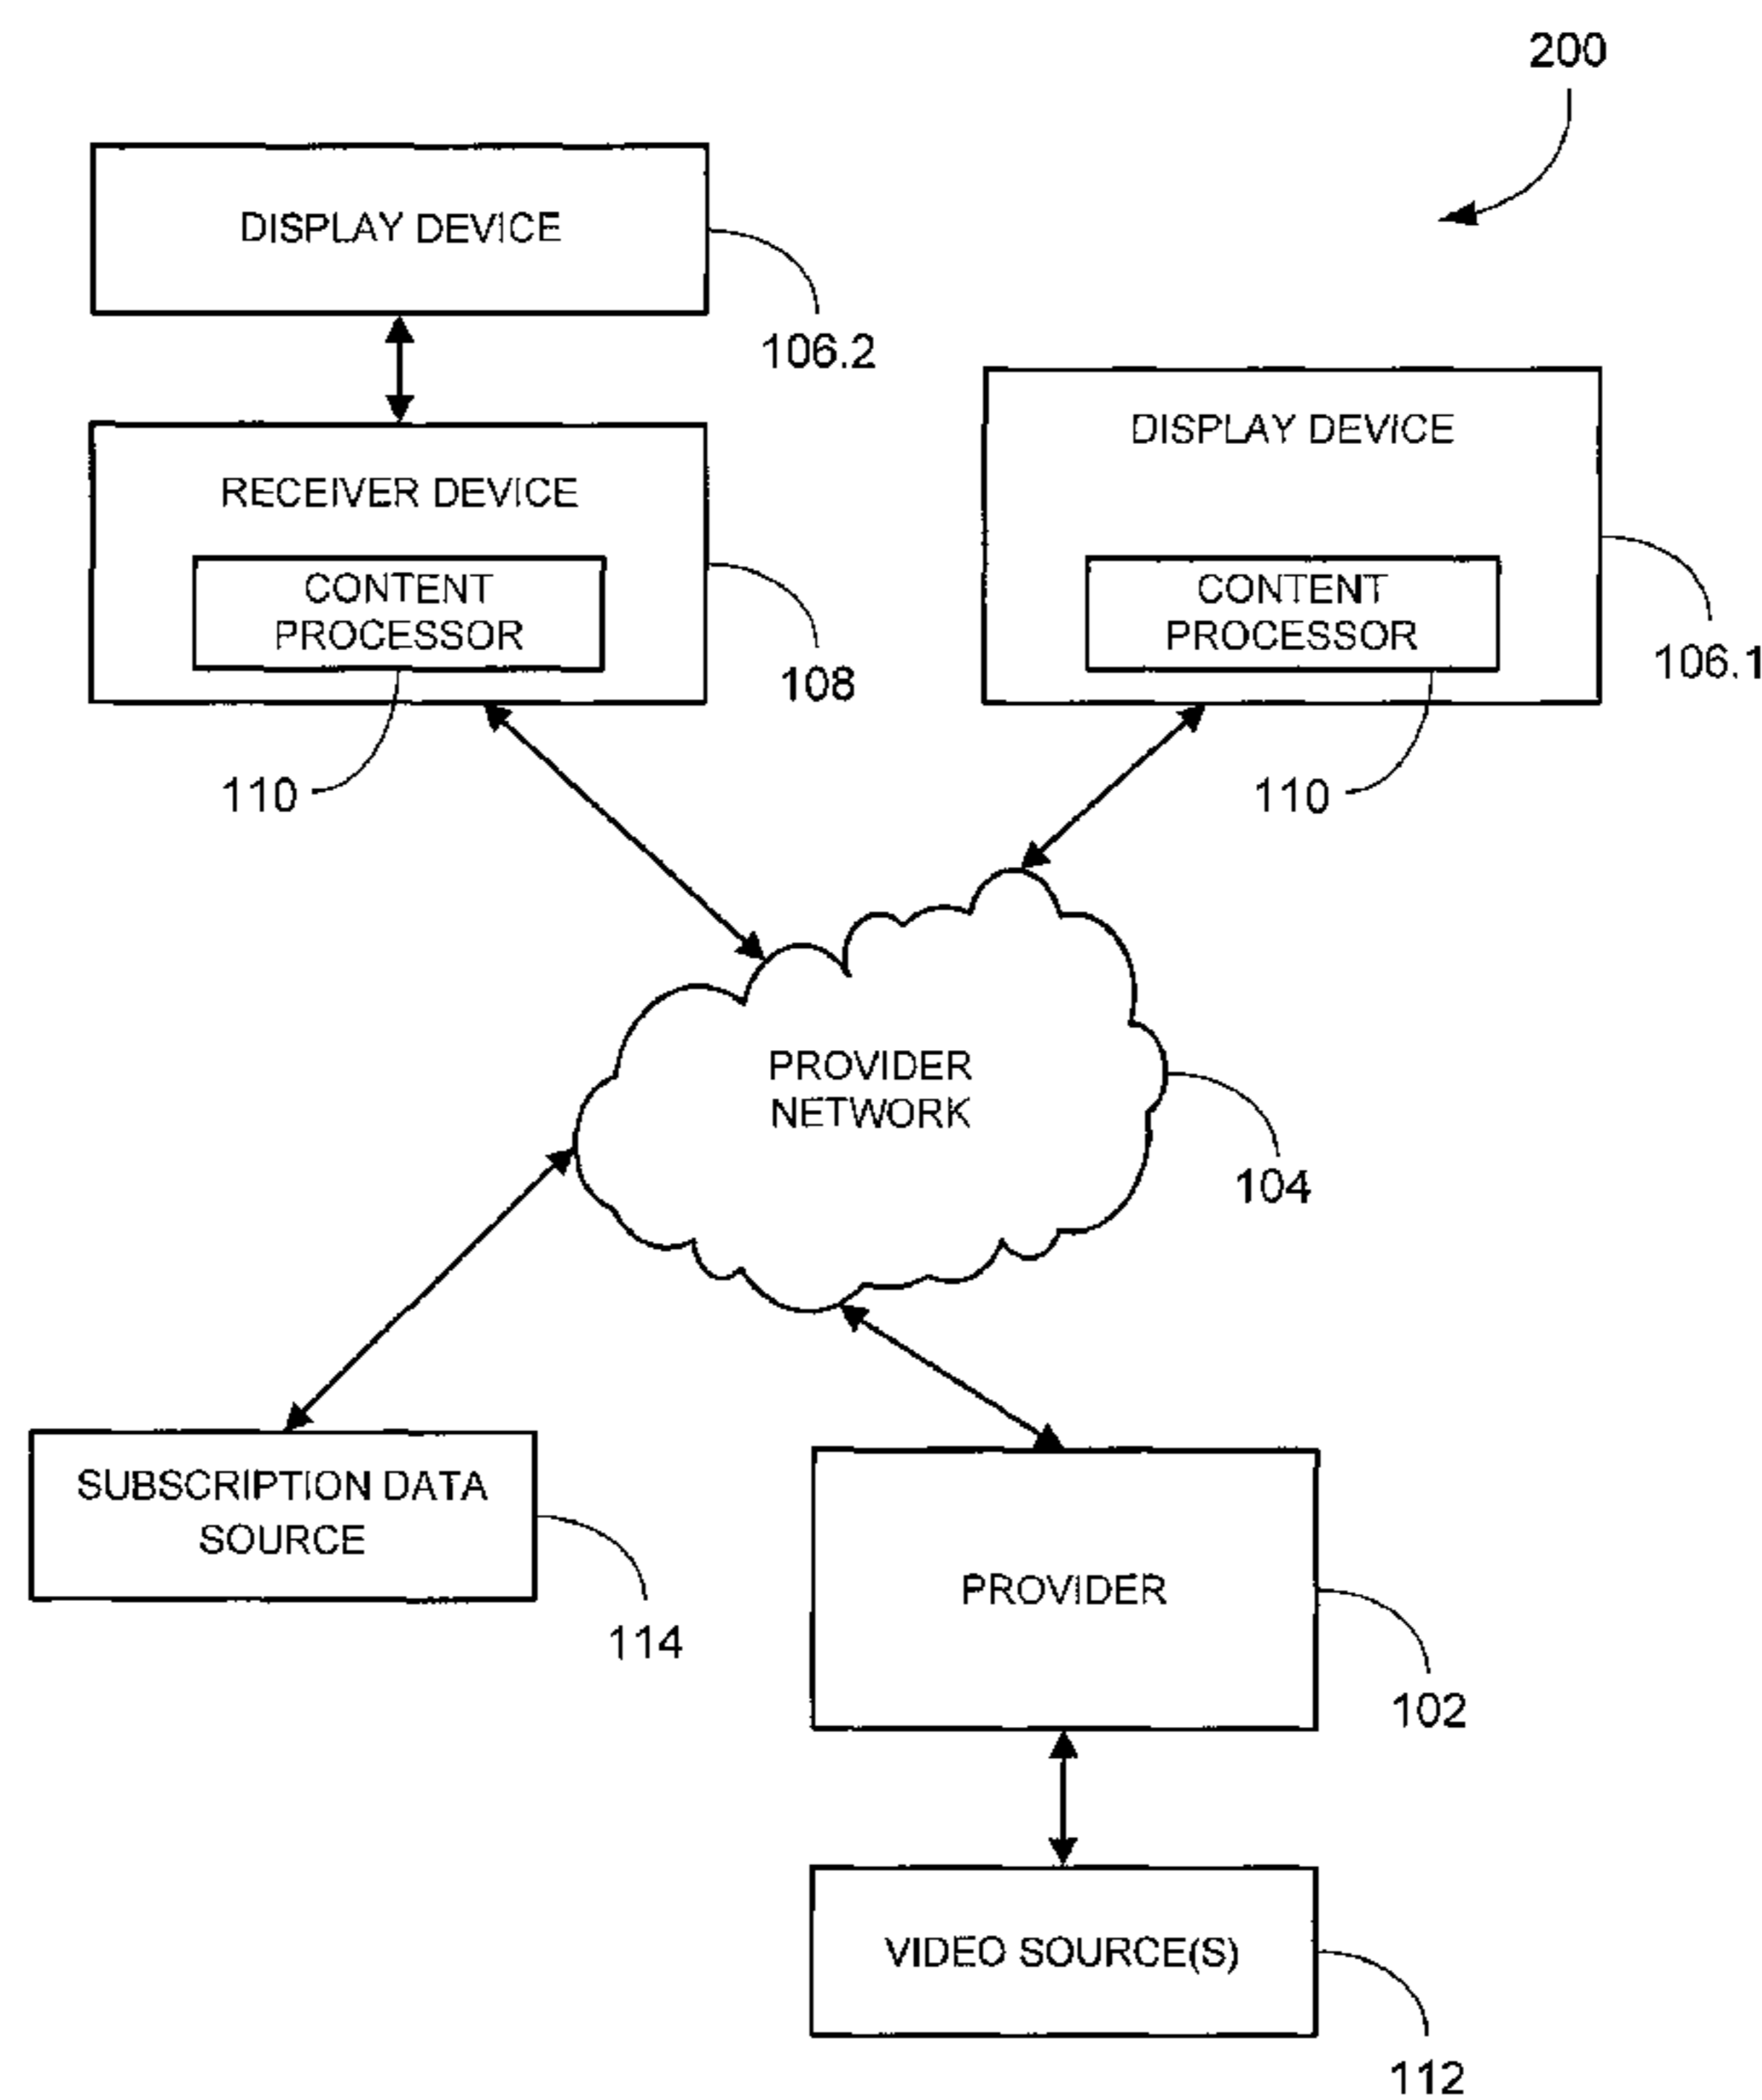 200
DISPLAY DEVICE
106.2
DISPLAY DEVICE
RECEIVER DEVICE
CONTENT
PROCESSOR
CONTENT
PROCESSOR
106.1
108
110
110
PROVIDER
NETWORK
104
SUBSCRIPTION DATA
SOURCE
PROVIDER
114
102
VIDEO SOURCE(S)
112